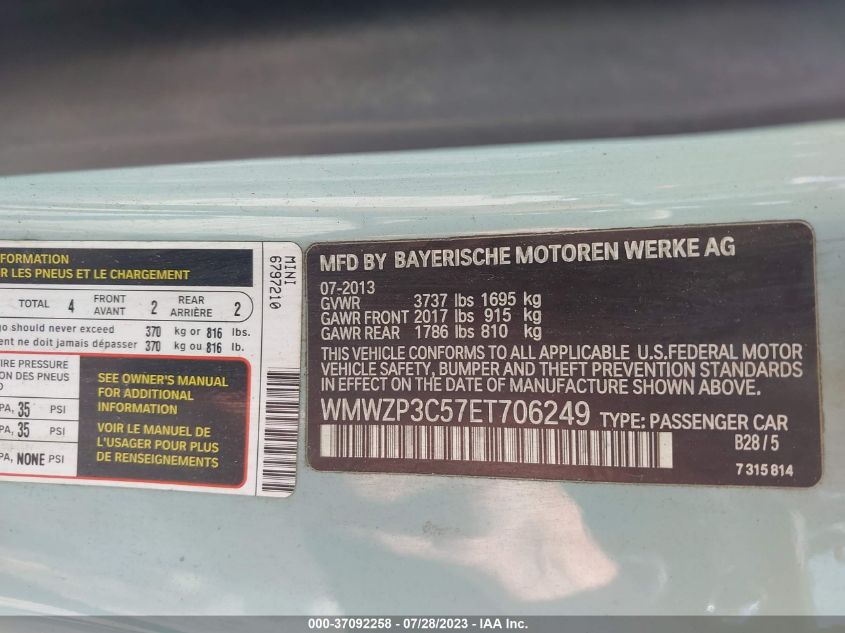 FORMATION
R LES PNEUS ET LE CHARGEMENT
TOTAL 4 FRONT AVANT 2 REAR ARRIÈRE 2
go should never exceed 370 kg or 816 lbs.
ent ne doit jamais dépasser 370 kg ou 816 lb.
IRE PRESSURE
ION DES PNEUS
D
PA, 35 PSI
PA, 35 PSI
PA, NONE PSI
SEE OWNER'S MANUAL
FOR ADDITIONAL
INFORMATION
VOIR LE MANUEL DE
L'USAGER POUR PLUS
DE RENSEIGNEMENTS
MINI
6797210
MFD BY BAYERISCHE MOTOREN WERKE AG
07-2013
GVWR 3737 lbs 1695 kg
GAWR FRONT 2017 lbs 915 kg
GAWR REAR 1786 lbs 810 kg
THIS VEHICLE CONFORMS TO ALL APPLICABLE U.S.FEDERAL MOTOR
VEHICLE SAFETY, BUMPER AND THEFT PREVENTION STANDARDS
IN EFFECT ON THE DATE OF MANUFACTURE SHOWN ABOVE.
WMWZP3C57ET706249 TYPE: PASSENGER CAR
B28/5
7 315 814
000-37092258 - 07/28/2023 - IAA Inc.